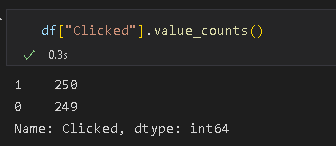 df["Clicked"].value_counts()
✓ 0.3s
1    250
0    249
Name: Clicked, dtype: int64